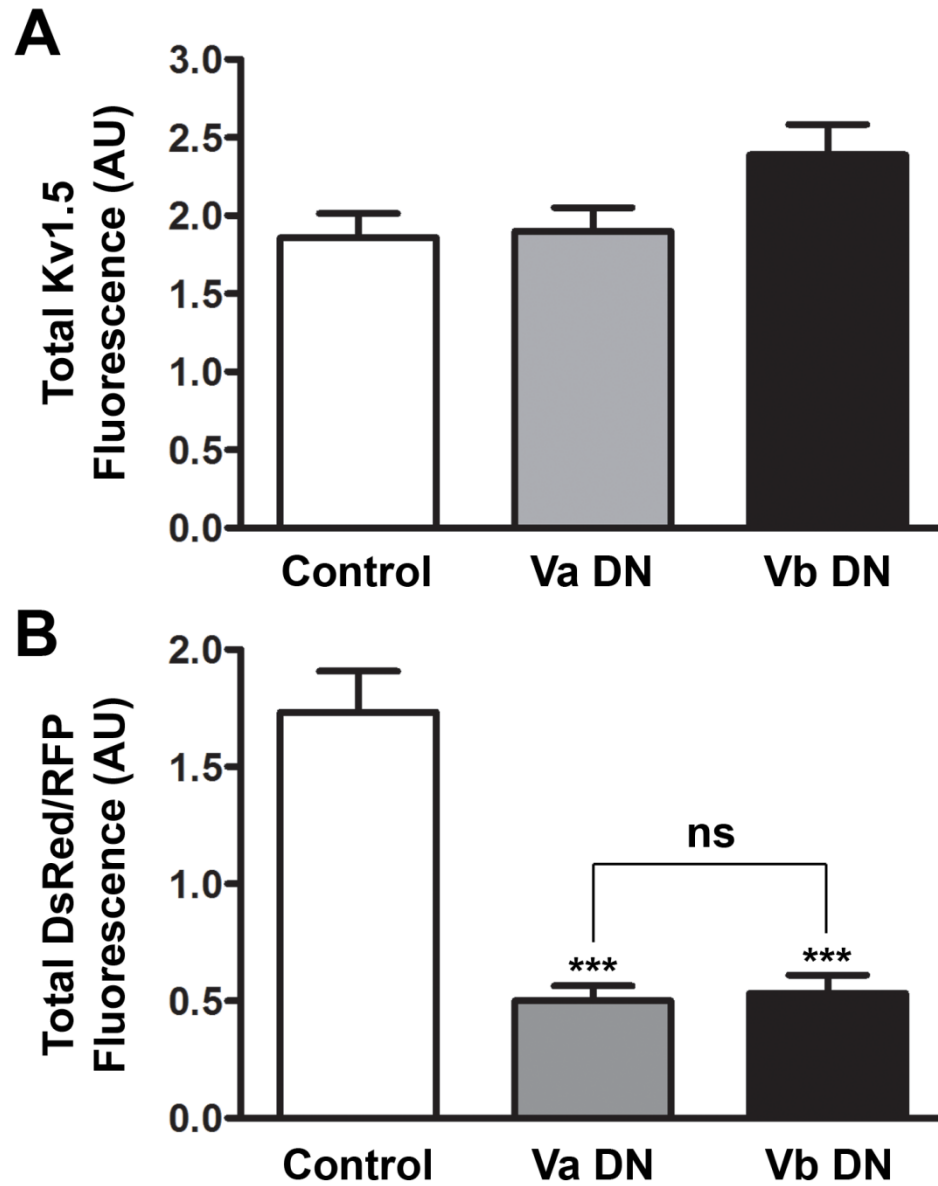 A
Total Kv1.5
Fluorescence (AU)
3.0
2.5
2.0
1.5
1.0
0.5
0.0
Control Va DN Vb DN
B
Total DsRed/RFP
Fluorescence (AU)
2.0
1.5
1.0
0.5
0.0
ns
*** ***
Control Va DN Vb DN